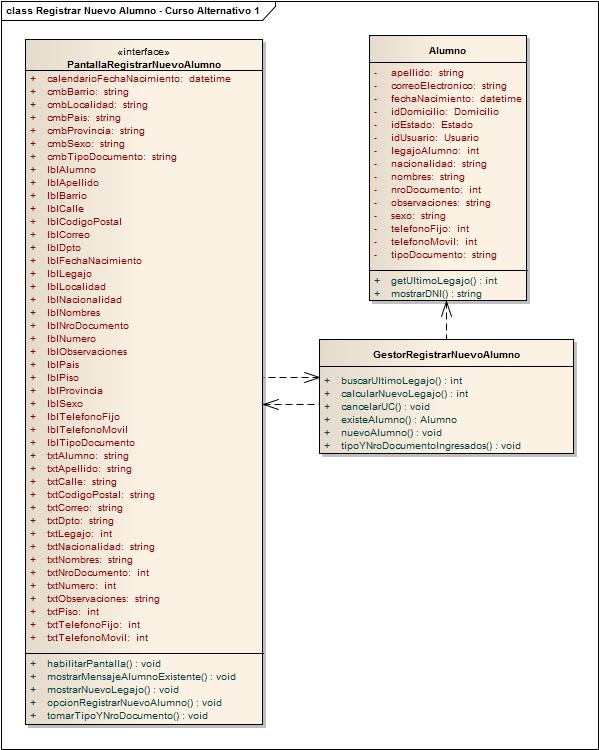 class Registrar Nuevo Alumno - Curso Alternativo 1
«interface»
PantallaRegistrarNuevoAlumno
+ calendarioFechaNacimiento: datetime
+ cmbBarrio: string
+ cmbLocalidad: string
+ cmbPais: string
+ cmbProvincia: string
+ cmbSexo: string
+ cmbTipoDocumento: string
+ lblAlumno
+ lblApellido
+ lblBarrio
+ lblCalle
+ lblCodigoPostal
+ lblCorreo
+ lblDpto
+ lblFechaNacimiento
+ lblLegajo
+ lblLocalidad
+ lblNacionalidad
+ lblNombres
+ lblNroDocumento
+ lblNumero
+ lblObservaciones
+ lblPais
+ lblPiso
+ lblProvincia
+ lblSexo
+ lblTelefonoFijo
+ lblTelefonoMovil
+ lblTipoDocumento
+ txtAlumno: string
+ txtApellido: string
+ txtCalle: string
+ txtCodigoPostal: string
+ txtCorreo: string
+ txtDpto: string
+ txtLegajo: int
+ txtNacionalidad: string
+ txtNombres: string
+ txtNroDocumento: int
+ txtNumero: int
+ txtObservaciones: string
+ txtPiso: int
+ txtTelefonoFijo: int
+ txtTelefonoMovil: int
+ habilitarPantalla() : void
+ mostrarMensajeAlumnoExistente() : void
+ mostrarNuevoLegajo() : void
+ opcionRegistrarNuevoAlumno() : void
+ tomarTipoYNroDocumento() : void
Alumno
- apellido: string
- correoElectronico: string
- fechaNacimiento: datetime
- idDomicilio: Domicilio
- idEstado: Estado
- idUsuario: Usuario
- legajoAlumno: int
- nacionalidad: string
- nombres: string
- nroDocumento: int
- observaciones: string
- sexo: string
- telefonoFijo: int
- telefonoMovil: int
- tipoDocumento: string
+ getUltimoLegajo() : int
+ mostrarDNI() : string
GestorRegistrarNuevoAlumno
+ buscarUltimoLegajo() : int
+ calcularNuevoLegajo() : int
+ cancelarUC() : void
+ existeAlumno() : Alumno
+ nuevoAlumno() : void
+ tipoYNroDocumentoIngresados() : void